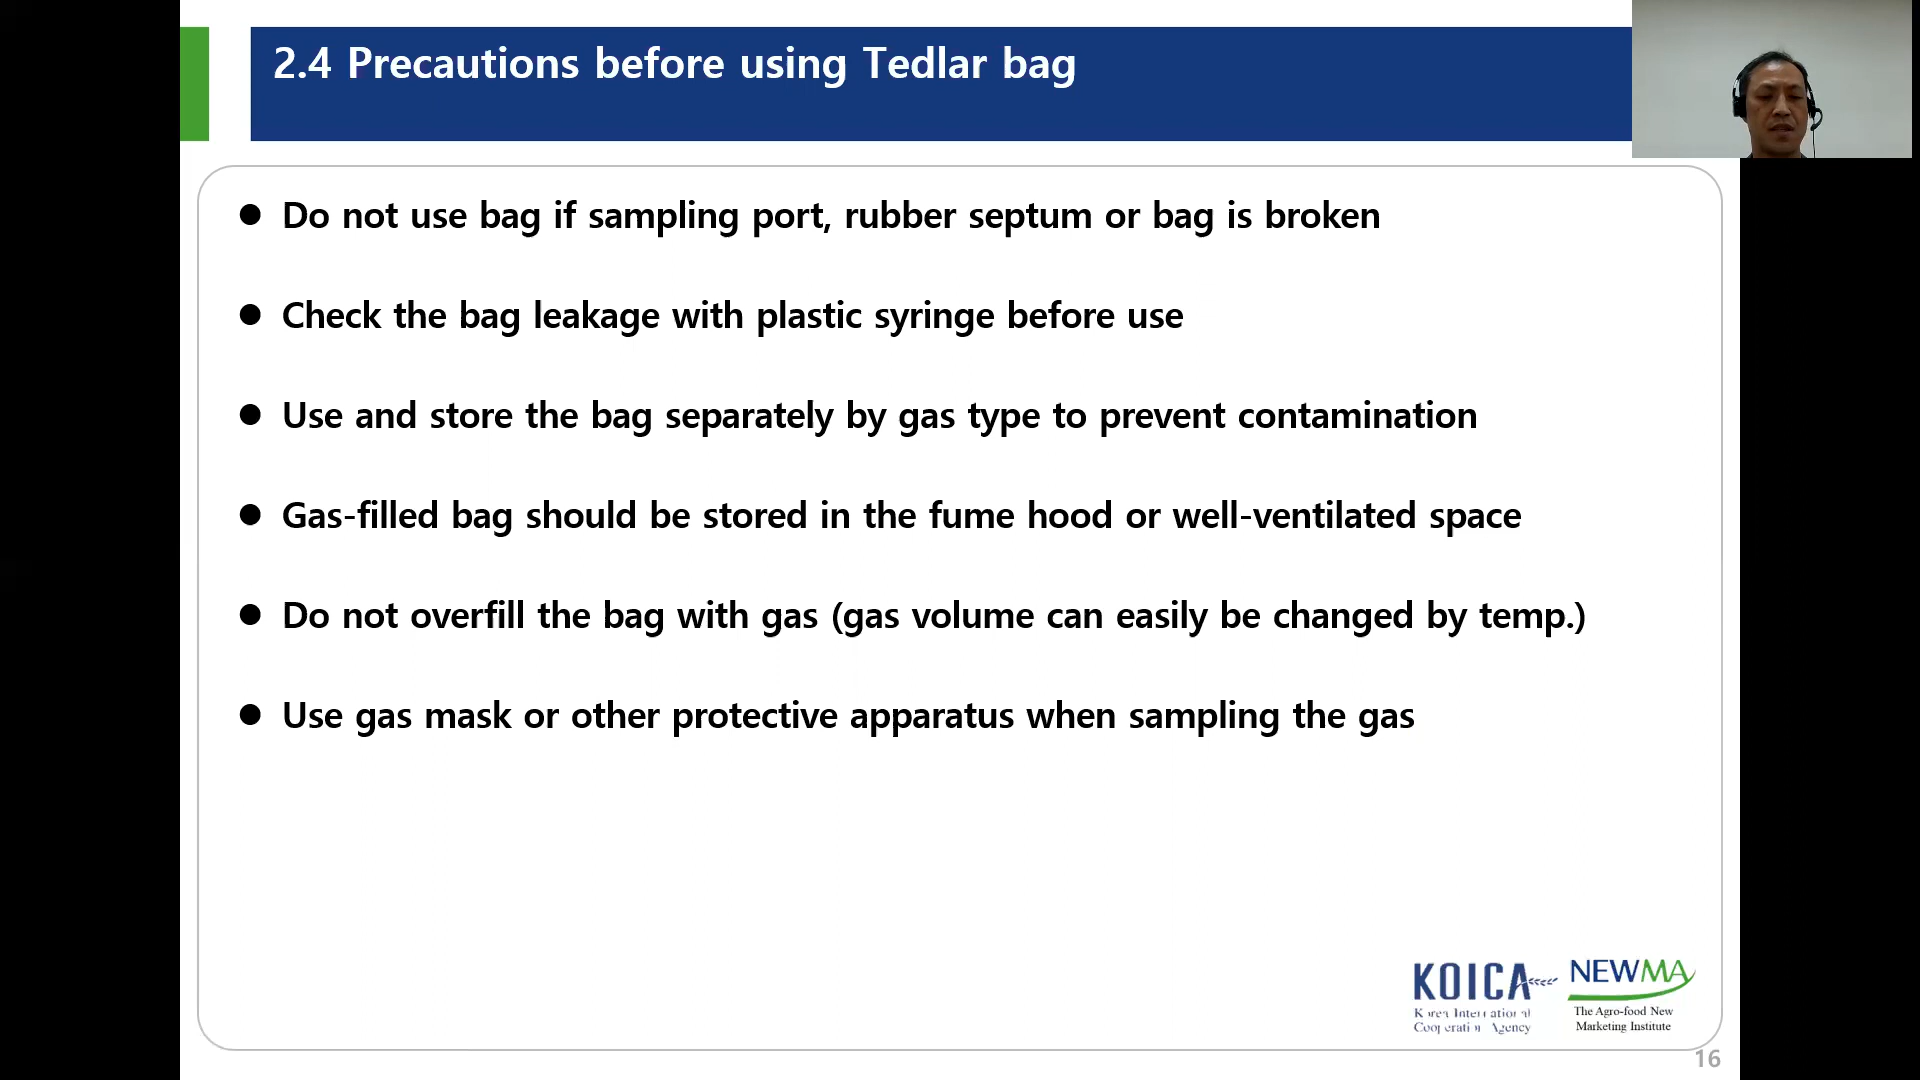 2.4 Precautions before using Tedlar bag
● Do not use bag if sampling port, rubber septum or bag is broken
● Check the bag leakage with plastic syringe before use
● Use and store the bag separately by gas type to prevent contamination
● Gas-filled bag should be stored in the fume hood or well-ventilated space
● Do not overfill the bag with gas (gas volume can easily be changed by temp.)
● Use gas mask or other protective apparatus when sampling the gas
KOICA
Korea International
Cooperation Agency
NEWMA
The Agro-food New
Marketing Institute
16